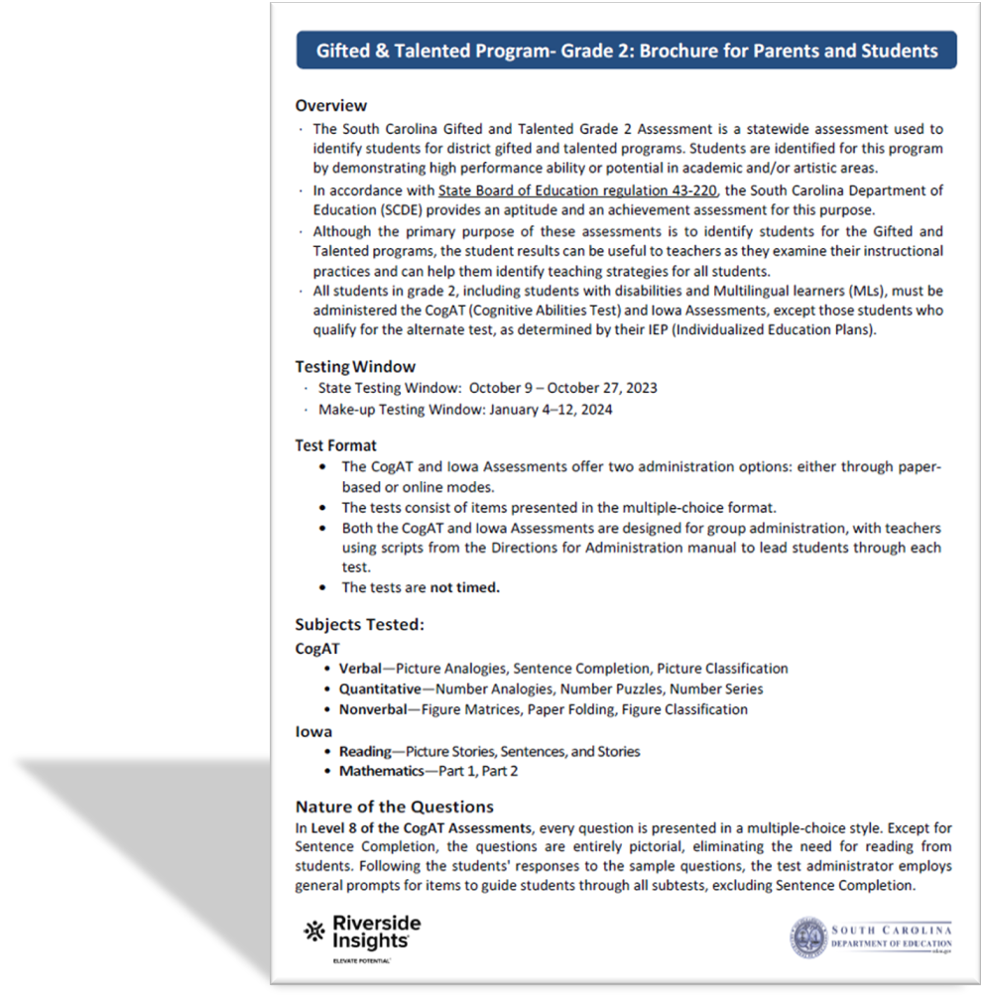 Gifted & Talented Program- Grade 2: Brochure for Parents and Students
Overview
· The South Carolina Gifted and Talented Grade 2 Assessment is a statewide assessment used to
identify students for district gifted and talented programs. Students are identified for this program
by demonstrating high performance ability or potential in academic and/or artistic areas.
· In accordance with State Board of Education regulation 43-220, the South Carolina Department of
Education (SCDE) provides an aptitude and an achievement assessment for this purpose.
· Although the primary purpose of these assessments is to identify students for the Gifted and
Talented programs, the student results can be useful to teachers as they examine their instructional
practices and can help them identify teaching strategies for all students.
· All students in grade 2, including students with disabilities and Multilingual learners (MLs), must be
administered the CogAT (Cognitive Abilities Test) and Iowa Assessments, except those students who
qualify for the alternate test, as determined by their IEP (Individualized Education Plans).
Testing Window
· State Testing Window: October 9 – October 27, 2023
· Make-up Testing Window: January 4–12, 2024
Test Format
• The CogAT and Iowa Assessments offer two administration options: either through paper-
based or online modes.
• The tests consist of items presented in the multiple-choice format.
• Both the CogAT and Iowa Assessments are designed for group administration, with teachers
using scripts from the Directions for Administration manual to lead students through each
test.
• The tests are not timed.
Subjects Tested:
CogAT
• Verbal—Picture Analogies, Sentence Completion, Picture Classification
• Quantitative—Number Analogies, Number Puzzles, Number Series
• Nonverbal—Figure Matrices, Paper Folding, Figure Classification
Iowa
• Reading—Picture Stories, Sentences, and Stories
• Mathematics—Part 1, Part 2
Nature of the Questions
In Level 8 of the CogAT Assessments, every question is presented in a multiple-choice style. Except for
Sentence Completion, the questions are entirely pictorial, eliminating the need for reading from
students. Following the students' responses to the sample questions, the test administrator employs
general prompts for items to guide students through all subtests, excluding Sentence Completion.
Riverside
Insights
ELEVATE POTENTIAL
SOUTH CAROLINA
DEPARTMENT OF EDUCATION